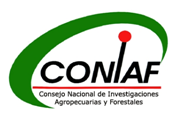 CONIAF
Consejo Nacional de Investigaciones
Agropecuarias y Forestales